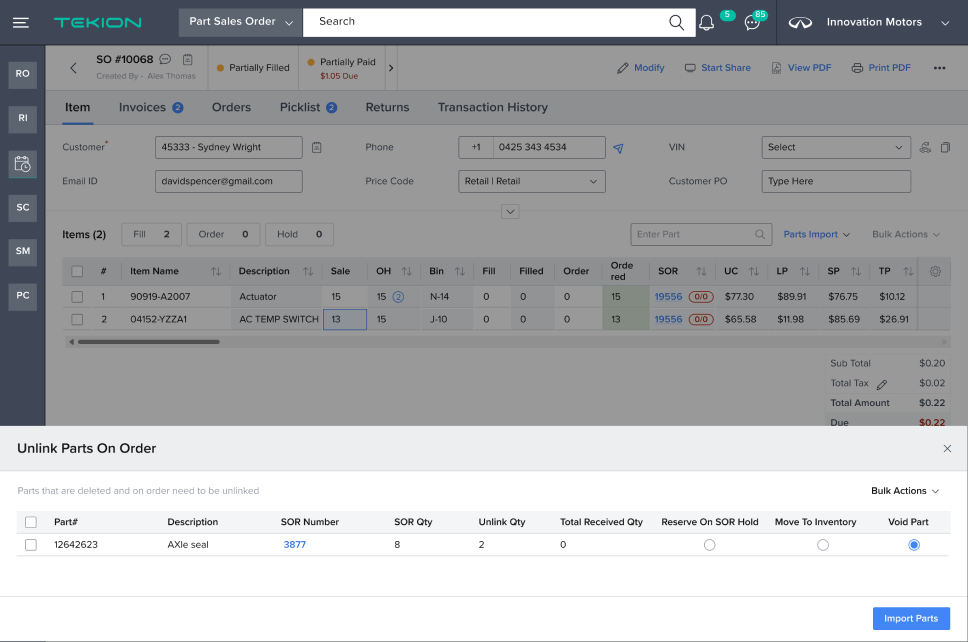 TEKION
Part Sales Order
Search
5
85
Innovation Motors
RO
RI
SC
SM
PC
SO #10068
Created By - Alex Thomas
Partially Filled
Partially Paid
$1.05 Due
Modify
Start Share
View PDF
Print PDF
Item
Invoices 2
Orders
Picklist 2
Returns
Transaction History
Customer* 45333 - Sydney Wright
Phone +1 0425 343 4534
VIN Select
Email ID davidspencer@gmail.com
Price Code Retail | Retail
Customer PO Type Here
Items (2) Fill 2 Order 0 Hold 0 Enter Part Parts Import Bulk Actions
# Item Name Description Sale OH Bin Fill Filled Order Orde
red SOR UC LP SP TP
1 90919-A2007 Actuator 15 15 2 N-14 0 0 0 15 19556 0/0 $77.30 $89.91 $76.75 $10.12
2 04152-YZZA1 AC TEMP SWITCH 13 15 J-10 0 0 0 13 19556 0/0 $65.58 $11.98 $85.69 $26.91
Sub Total $0.20
Total Tax $0.02
Total Amount $0.22
Due $0.22
Unlink Parts On Order
Parts that are deleted and on order need to be unlinked
Bulk Actions
Part# Description SOR Number SOR Qty Unlink Qty Total Received Qty Reserve On SOR Hold Move To Inventory Void Part
12642623 AXle seal 3877 8 2 0
Import Parts